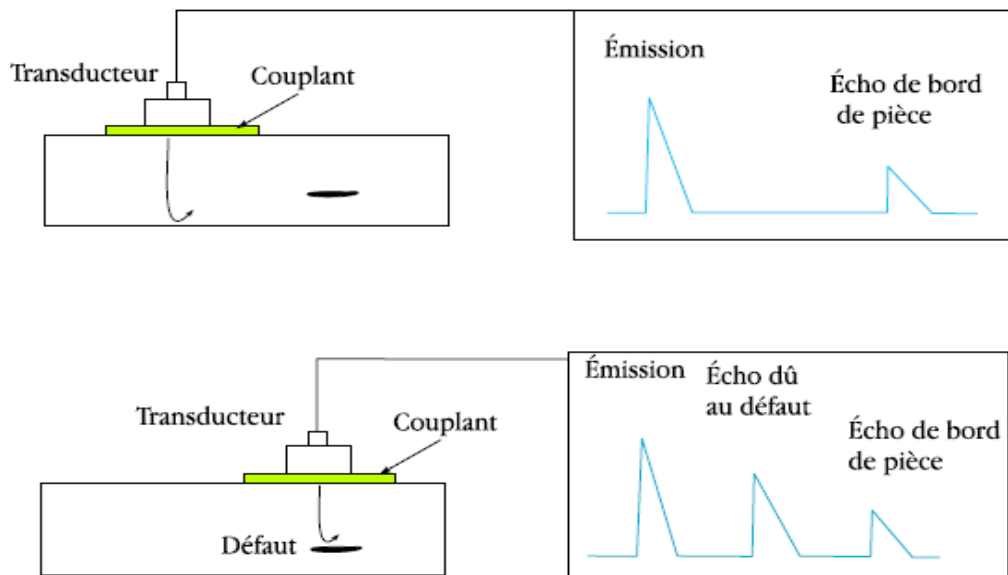 Émission
Transducteur
Couplant
Écho de bord
de pièce
Émission
Écho dû
au défaut
Transducteur
Couplant
Écho de bord
de pièce
Défaut